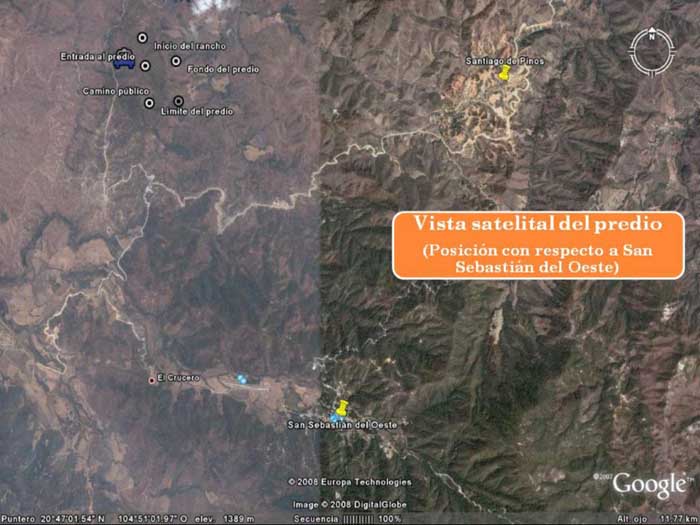 Inicio del rancho
Entrada al predio
Fondo del predio
Camino público
Limite del predio
Santiago de Pinos
N
Vista satelital del predio
(Posición con respecto a San
Sebastián del Oeste)
El Crucero
San Sebastián del Oeste
© 2008 Europa Technologies
©2007 Google™
Image © 2008 DigitalGlobe
Puntero 20°47'01.54" N 104°51'01.97" O elev 1389 m Secuencia |||||||||| 100% Alt. ojo 11.77 km